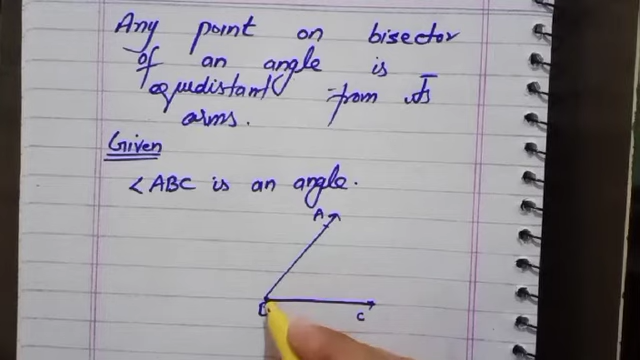 Any point on bisector
of an angle is
equidistant from its
arms.
Given
∠ABC is an angle.
A
B
C